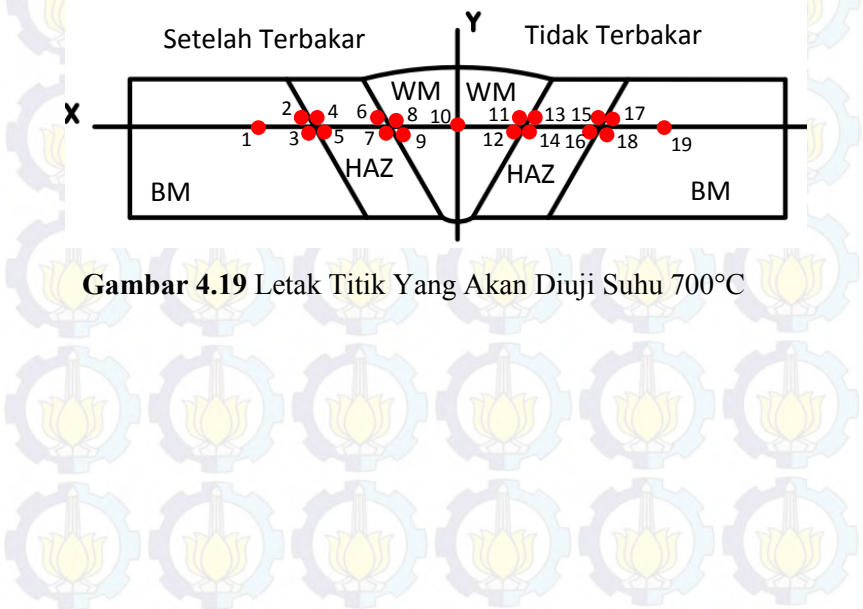 Y
Setelah Terbakar Tidak Terbakar
X
WM WM
2 4 6 8 10 11 13 15 17
1 3 5 7 9 12 14 16 18 19
HAZ HAZ
BM BM
Gambar 4.19 Letak Titik Yang Akan Diuji Suhu 700°C